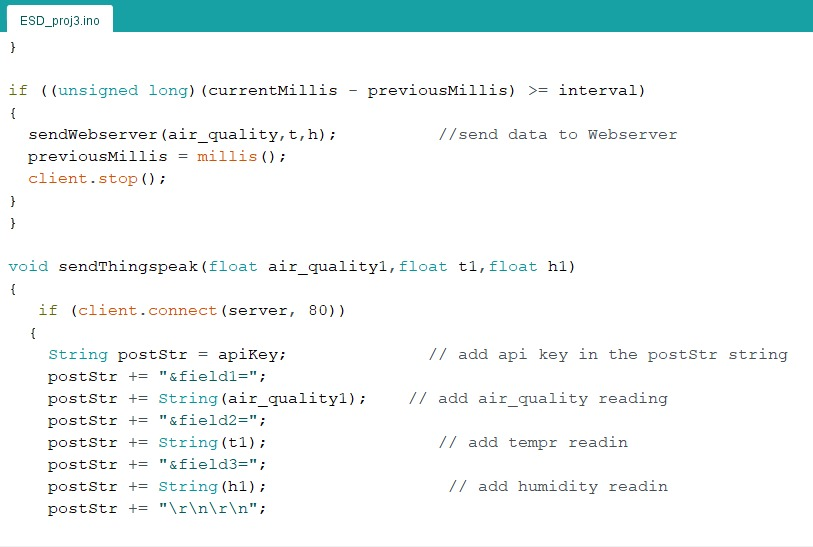 ESD_proj3.ino
}
if ((unsigned long)(currentMillis - previousMillis) >= interval)
{
sendWebserver(air_quality,t,h); //send data to Webserver
previousMillis = millis();
client.stop();
}
}
void sendThingspeak(float air_quality1,float t1,float h1)
{
if (client.connect(server, 80))
{
String postStr = apiKey; // add api key in the postStr string
postStr += "&field1=";
postStr += String(air_quality1); // add air_quality reading
postStr += "&field2=";
postStr += String(t1); // add tempr readin
postStr += "&field3=";
postStr += String(h1); // add humidity readin
postStr += "\r\n\r\n";